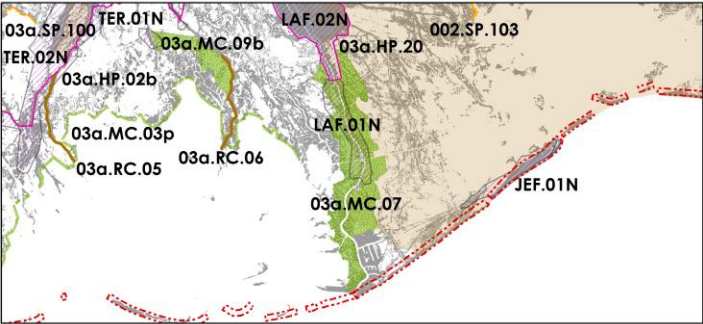 TER.01N
LAF.02N
03a.SP.100
03a.MC.09b
03a.HP.20
002.SP.103
TER.02N
03a.HP.02b
LAF.01N
03a.MC.03p
03a.RC.05
03a.RC.06
JEF.01N
03a.MC.07